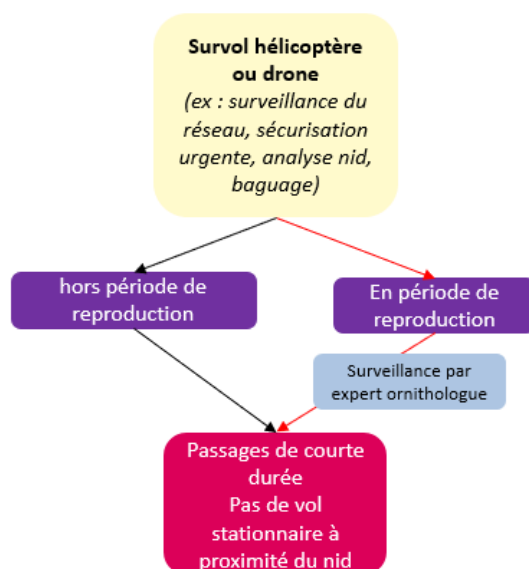 Survol hélicoptère
ou drone
(ex : surveillance du
réseau, sécurisation
urgente, analyse nid,
baguage)
hors période de
reproduction
En période de
reproduction
Surveillance par
expert ornithologue
Passages de courte
durée
Pas de vol
stationnaire à
proximité du nid